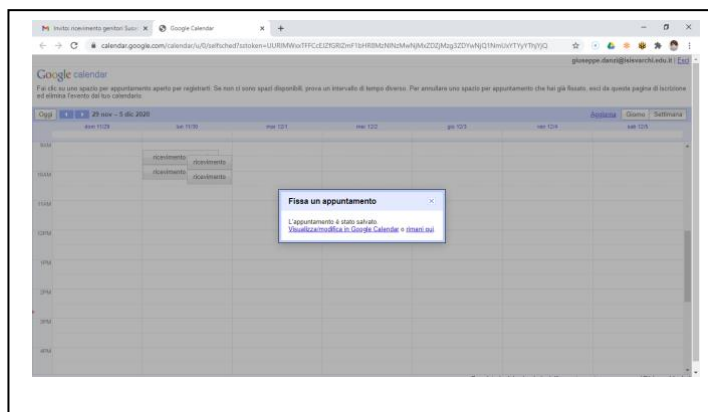 Google Calendar
calendar.google.com/calendar/u/0/selfsched?sstoken=
giuseppe.denzi@isisvarchi.edu.it | Esci
Google calendar
Fai clic su uno spazio per appuntamento aperto per registrarti. Se non ci sono spazi disponibili, prova un intervallo di tempo diverso. Per annullare uno spazio per appuntamento che hai già fissato, esci da questa pagina di iscrizione
ed elimina l'evento dal tuo calendario.
Oggi 29 nov – 5 dic 2020 Aggiorna Giorno Settimana
dom 11/29 lun 11/30 mar 12/1 mer 12/2 gio 12/3 ven 12/4 sab 12/5
9AM
ricevimento ricevimento
10AM
ricevimento ricevimento
11AM
Fissa un appuntamento ×
L'appuntamento è stato salvato
Visualizza/modifica in Google Calendar o rimani qui
12PM
1PM
2PM
3PM
4PM